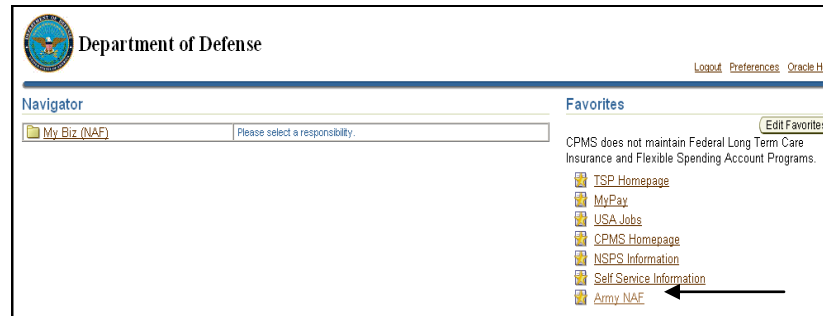 Department of Defense
Logout Preferences Oracle H
Navigator
My Biz (NAF) Please select a responsibility.
Favorites
Edit Favorites
CPMS does not maintain Federal Long Term Care
Insurance and Flexible Spending Account Programs.
TSP Homepage
MyPay
USA Jobs
CPMS Homepage
NSPS Information
Self Service Information
Army NAF